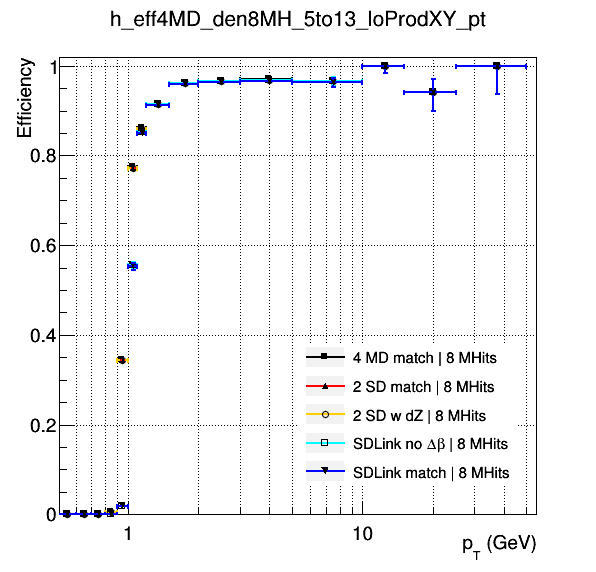 h_eff4MD_den8MH_5to13_loProdXY_pt
Efficiency
1
0.8
0.6
0.4
0.2
0
4 MD match | 8 MHits
2 SD match | 8 MHits
2 SD w dZ | 8 MHits
SDLink no Δβ | 8 MHits
SDLink match | 8 MHits
1
10
p_T (GeV)